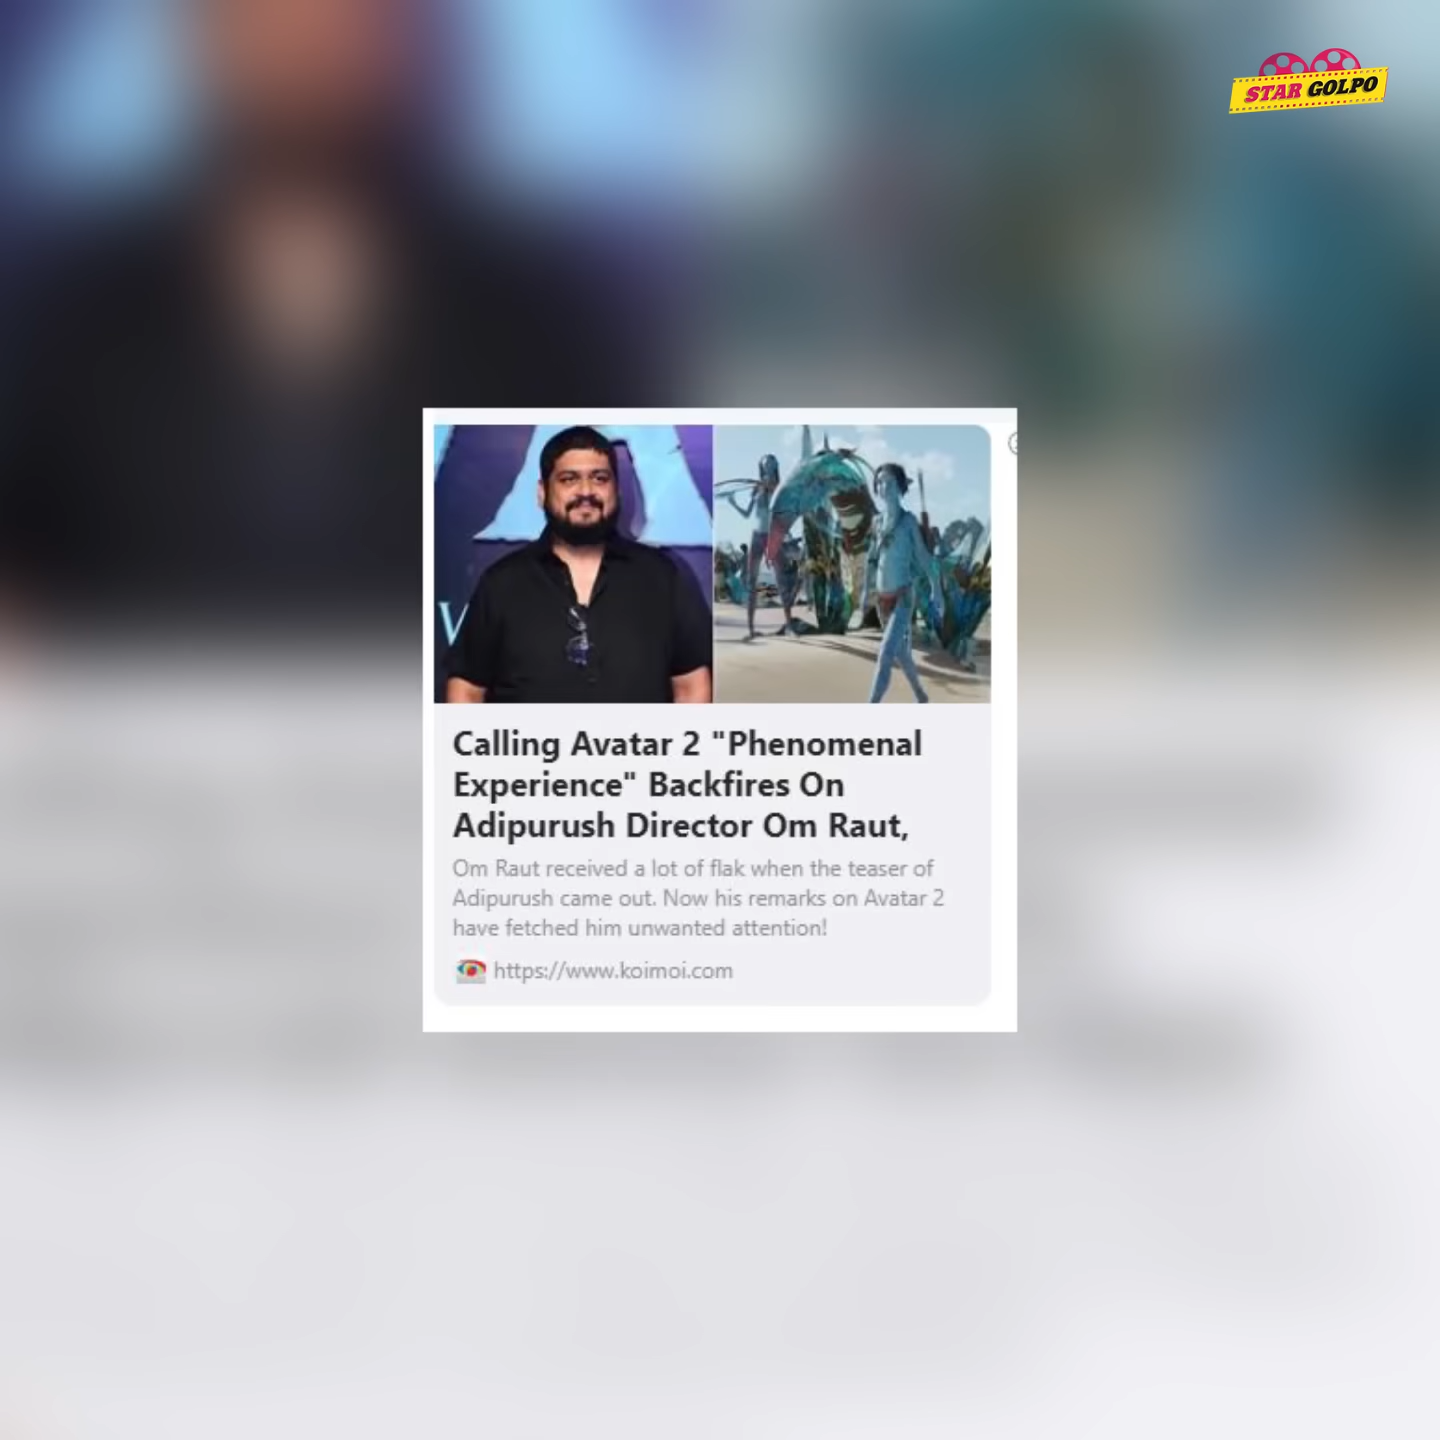 STAR GOLPO
Calling Avatar 2 "Phenomenal
Experience" Backfires On
Adipurush Director Om Raut,
Om Raut received a lot of flak when the teaser of
Adipurush came out. Now his remarks on Avatar 2
have fetched him unwanted attention!
https://www.koimoi.com